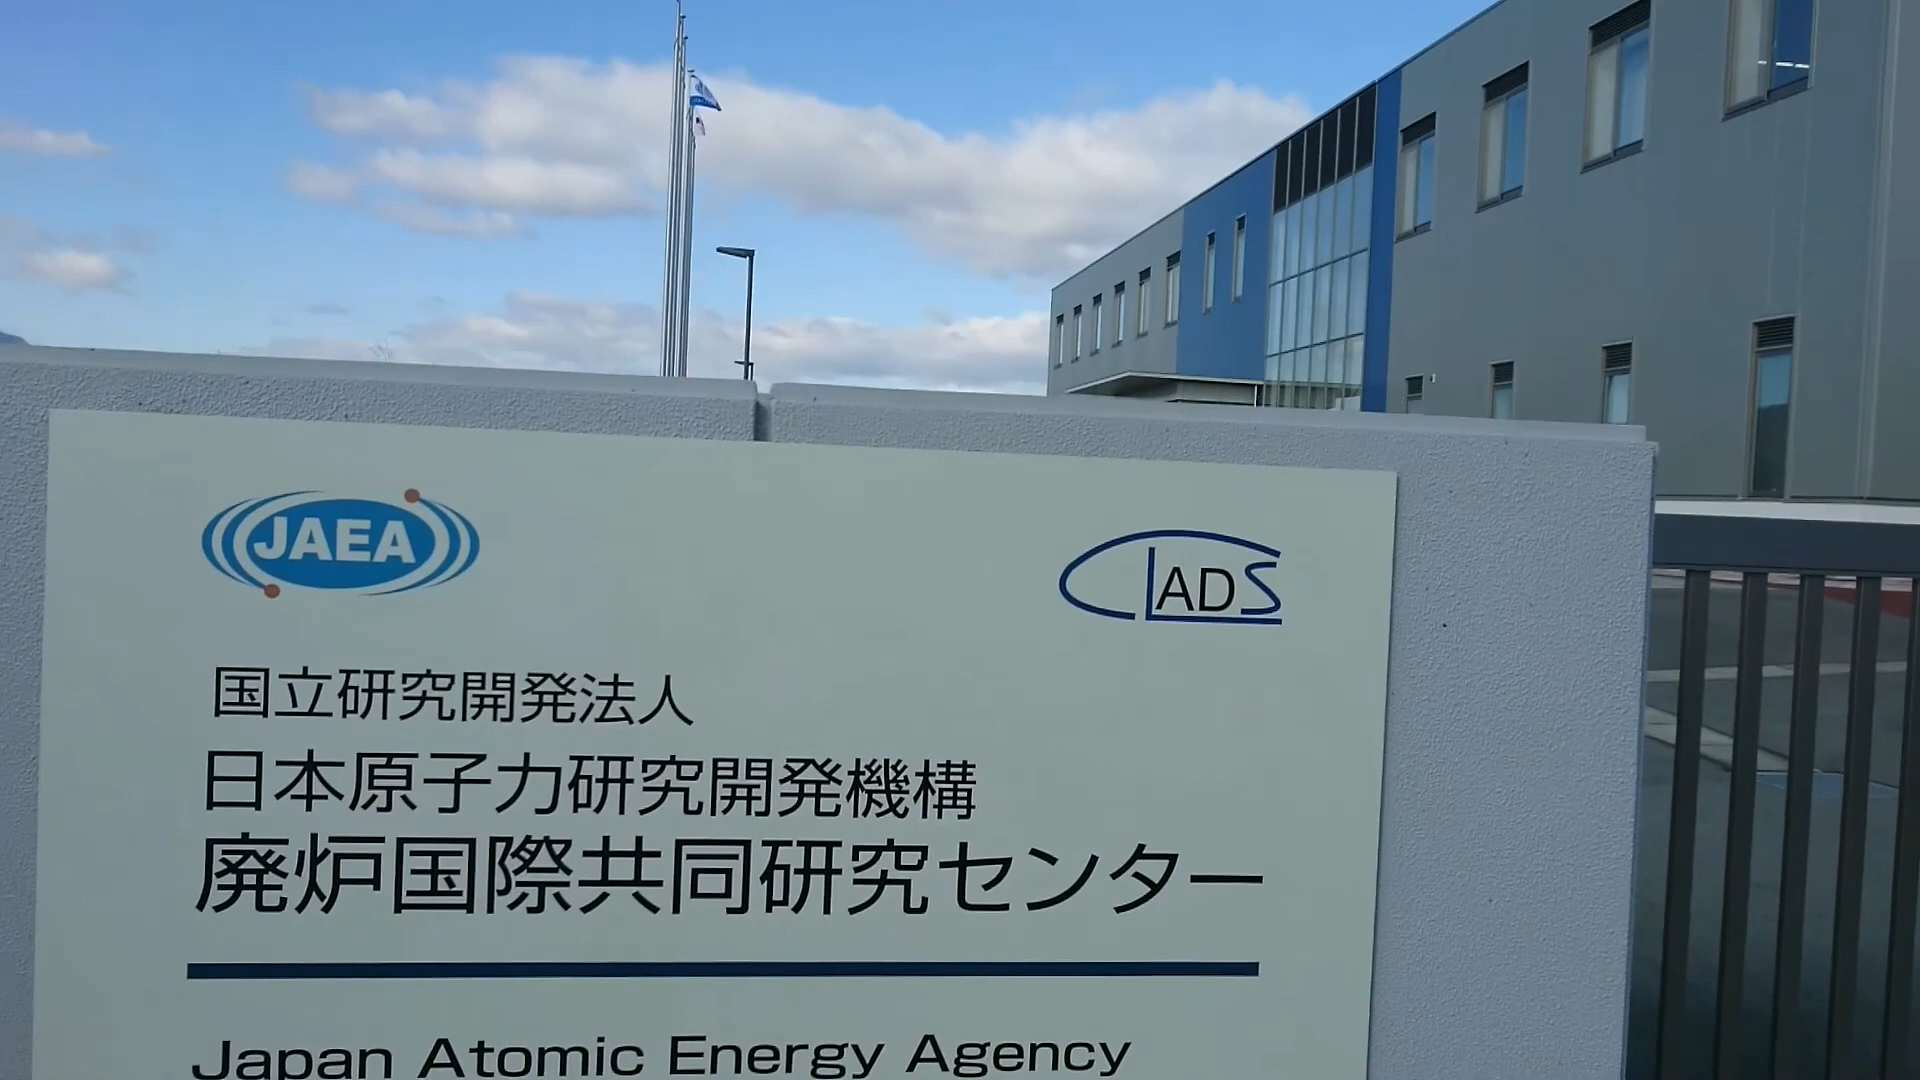 JAEA
CLADS
国立研究開発法人
日本原子力研究開発機構
廃炉国際共同研究センター
Japan Atomic Energy Agency